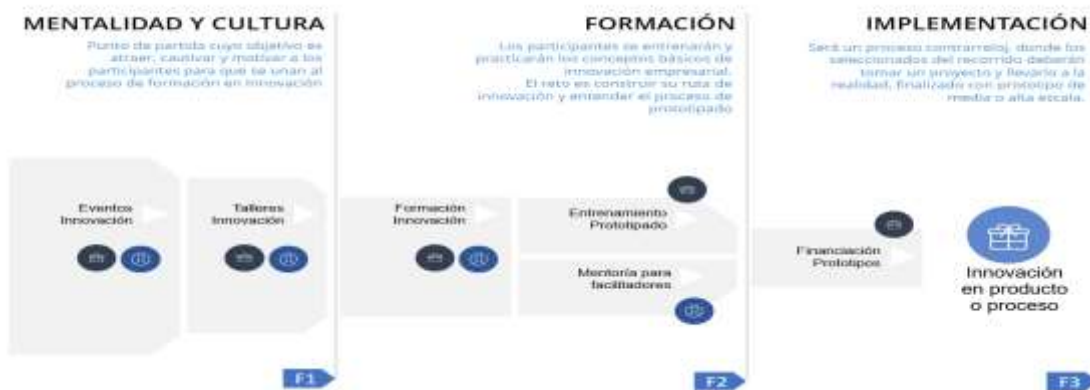 MENTALIDAD Y CULTURA
Punto de partida cuyo objetivo es
atraer, cautivar y motivar a los
participantes para que se unan al
proceso de formación en Innovación
FORMACIÓN
Los participantes se entrenarán y
practicarán los conceptos básicos de
innovación empresarial.
El reto es construir su ruta de
innovación y entender el proceso de
prototipado
IMPLEMENTACIÓN
Será un proceso contrarreloj, donde los
seleccionados del recorrido deberán
tomar un proyecto y llevarlo a la
realidad, finalizado con prototipo de
media o alta escala.
Eventos
Innovación
Talleres
Innovación
Formación
Innovación
Entrenamiento
Prototipado
Mentoría para
facilitadores
Financiación
Prototipos
Innovación
en producto
o proceso
F1
F2
F3